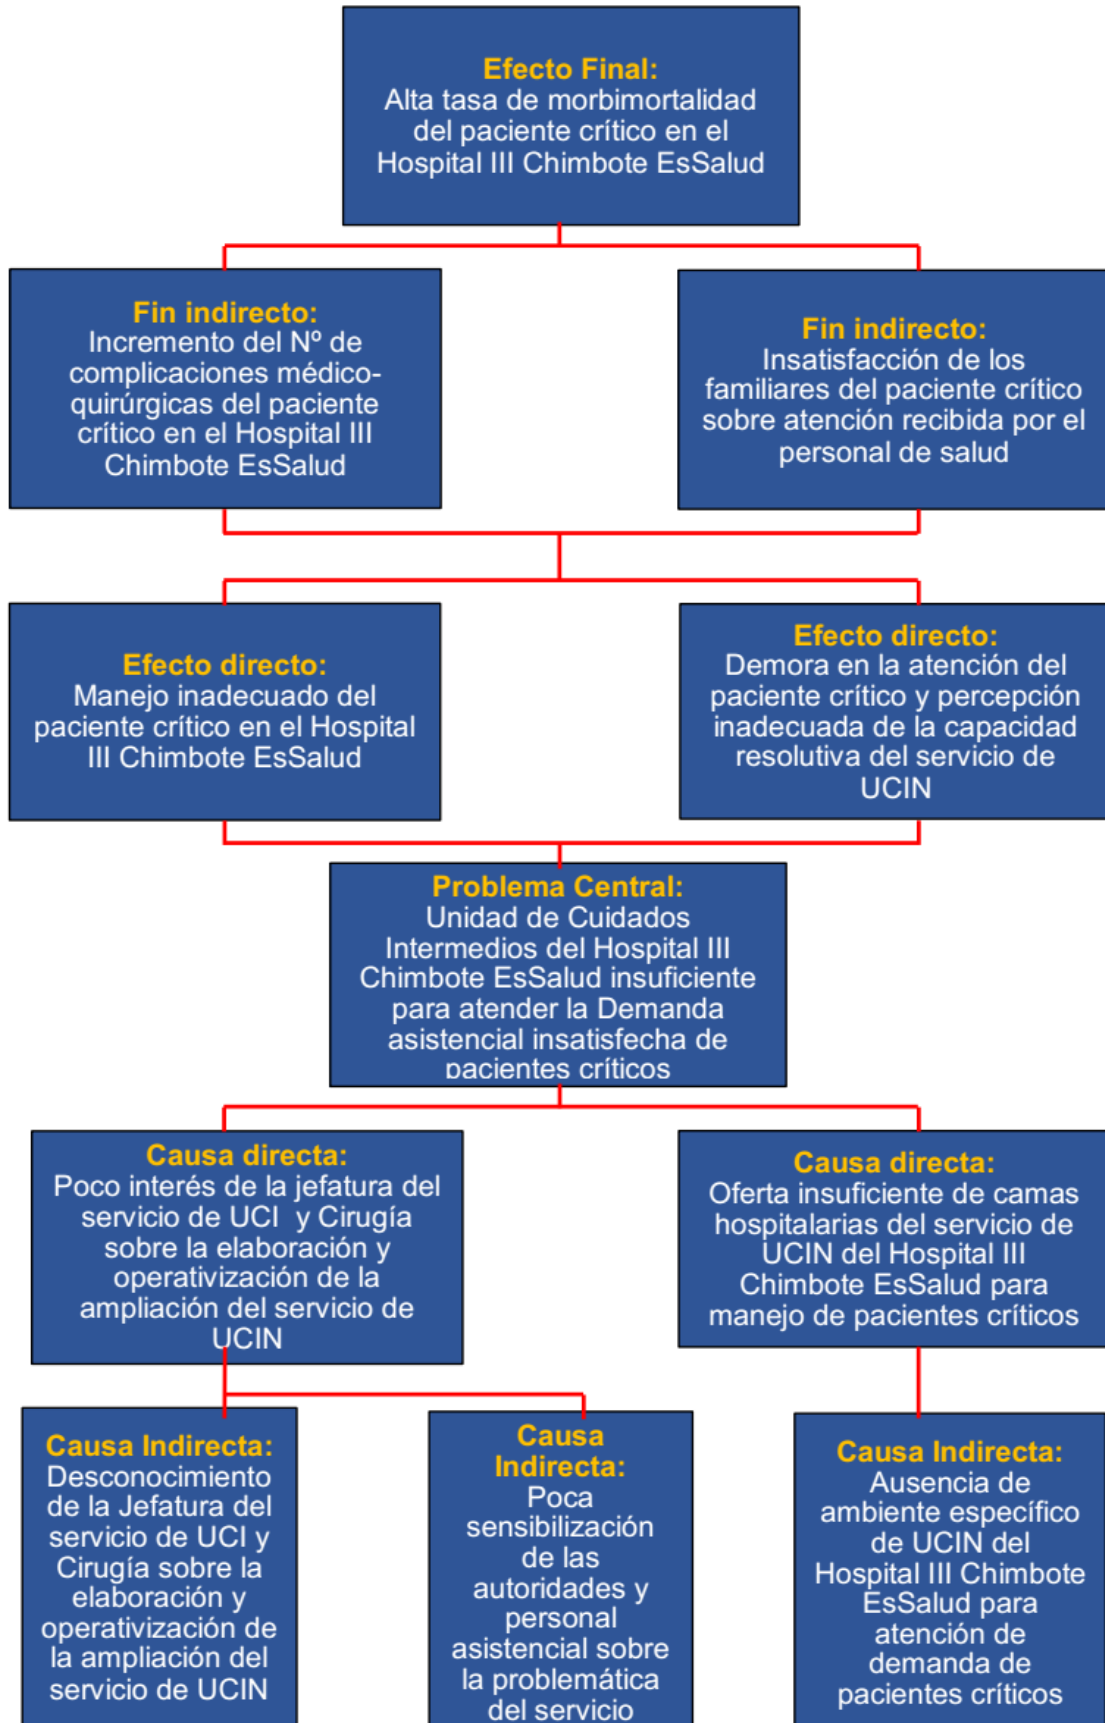 Efecto Final:
Alta tasa de morbimortalidad
del paciente crítico en el
Hospital III Chimbote EsSalud
Fin indirecto:
Incremento del Nº de
complicaciones médico-
quirúrgicas del paciente
crítico en el Hospital III
Chimbote EsSalud
Fin indirecto:
Insatisfacción de los
familiares del paciente crítico
sobre atención recibida por el
personal de salud
Efecto directo:
Manejo inadecuado del
paciente crítico en el Hospital
III Chimbote EsSalud
Efecto directo:
Demora en la atención del
paciente crítico y percepción
inadecuada de la capacidad
resolutiva del servicio de
UCIN
Problema Central:
Unidad de Cuidados
Intermedios del Hospital III
Chimbote EsSalud insuficiente
para atender la Demanda
asistencial insatisfecha de
pacientes críticos
Causa directa:
Poco interés de la jefatura del
servicio de UCI y Cirugía
sobre la elaboración y
operativización de la
ampliación del servicio de
UCIN
Causa directa:
Oferta insuficiente de camas
hospitalarias del servicio de
UCIN del Hospital III
Chimbote EsSalud para
manejo de pacientes críticos
Causa Indirecta:
Desconocimiento
de la Jefatura del
servicio de UCI y
Cirugía sobre la
elaboración y
operativización de
la ampliación del
servicio de UCIN
Causa
Indirecta:
Poca
sensibilización
de las
autoridades y
personal
asistencial sobre
la problemática
del servicio
Causa Indirecta:
Ausencia de
ambiente específico
de UCIN del
Hospital III Chimbote
EsSalud para
atención de
demanda de
pacientes críticos